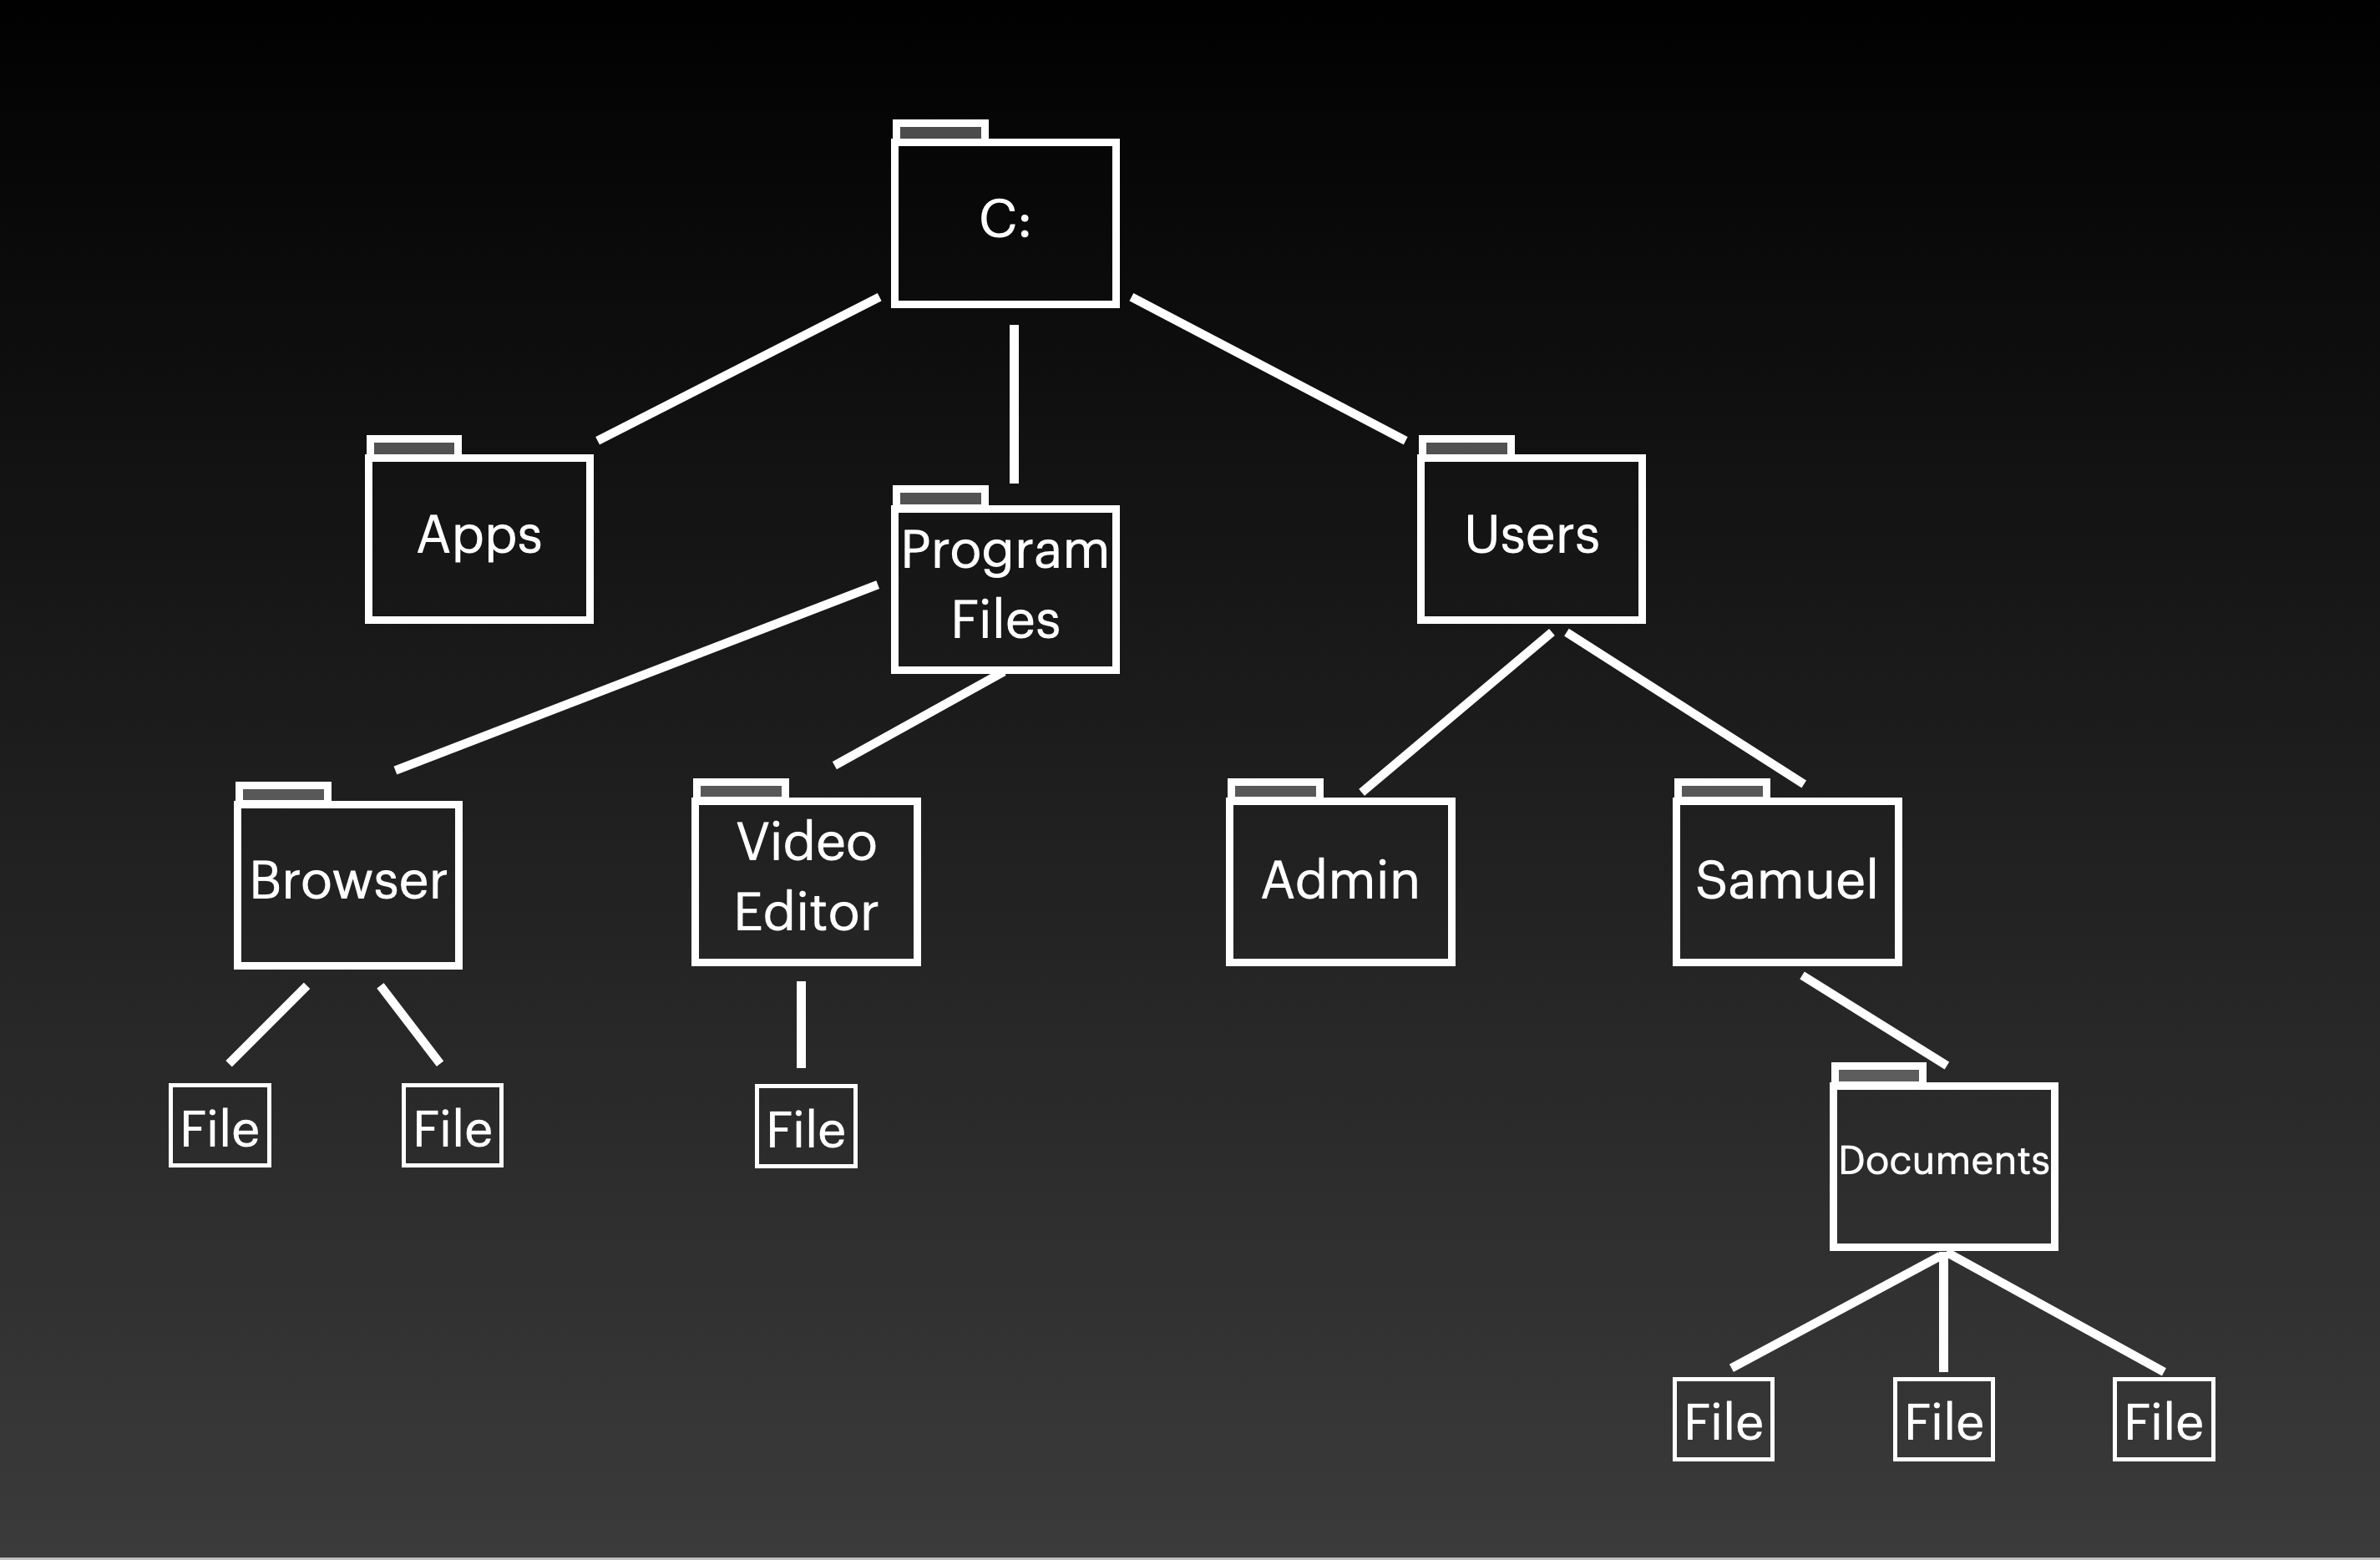 C:
Apps
Program
Files
Users
Browser
Video
Editor
Admin
Samuel
File
File
File
Documents
File
File
File